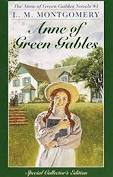 The Anne of Green Gables Novels #1
L. M. MONTGOMERY
Anne of
Green Gables
Special Collector's Edition